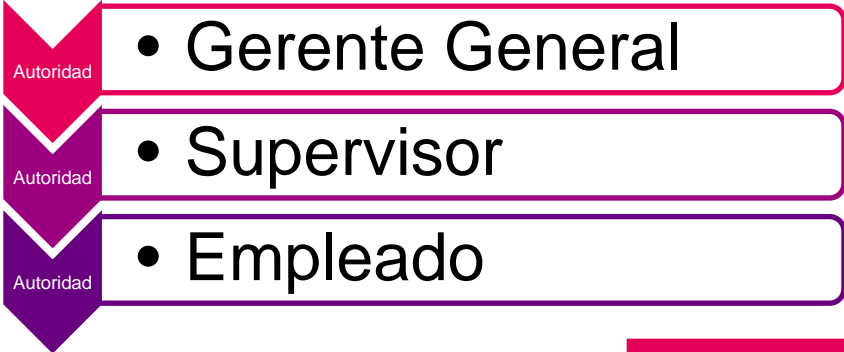 Autoridad
• Gerente General
Autoridad
• Supervisor
Autoridad
• Empleado